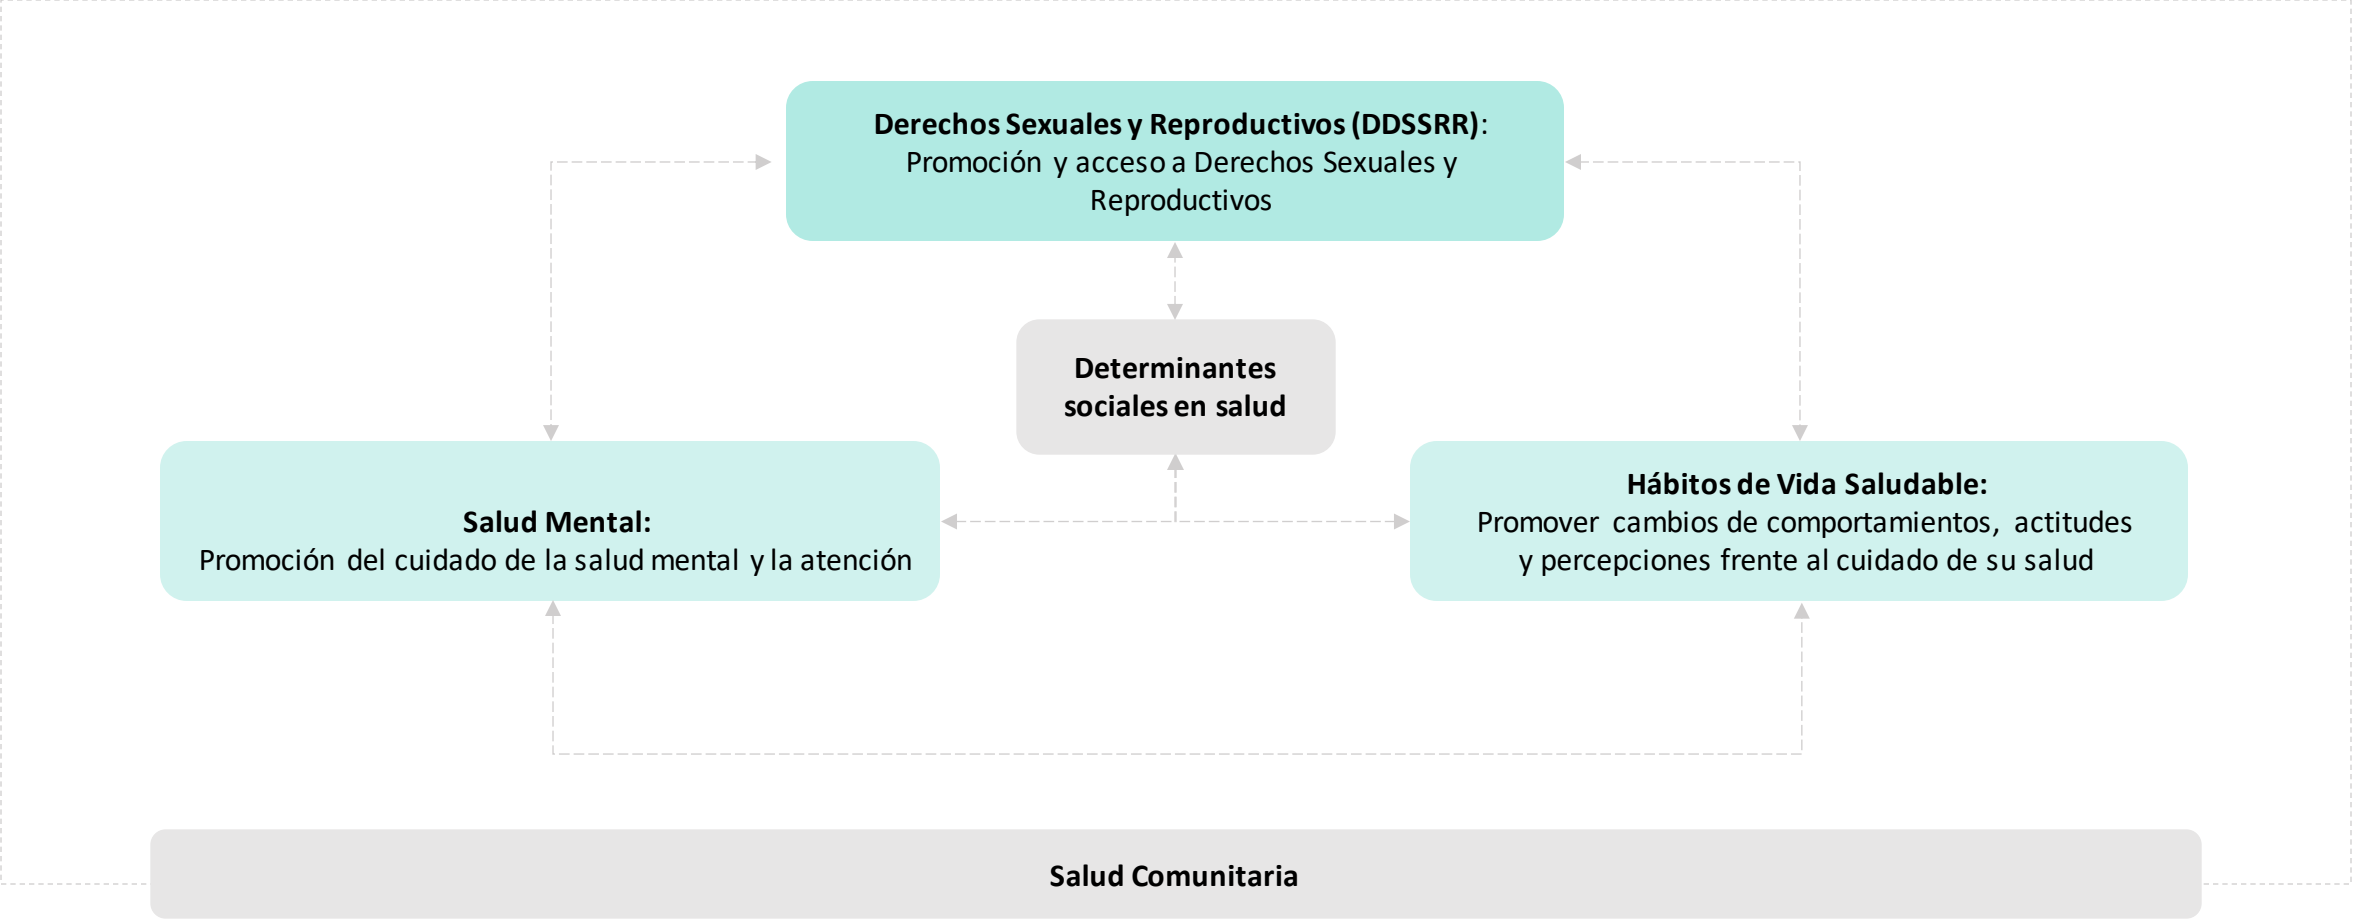 Derechos Sexuales y Reproductivos (DDSSRR):
Promoción y acceso a Derechos Sexuales y
Reproductivos
Determinantes
sociales en salud
Salud Mental:
Promoción del cuidado de la salud mental y la atención
Hábitos de Vida Saludable:
Promover cambios de comportamientos, actitudes
y percepciones frente al cuidado de su salud
Salud Comunitaria